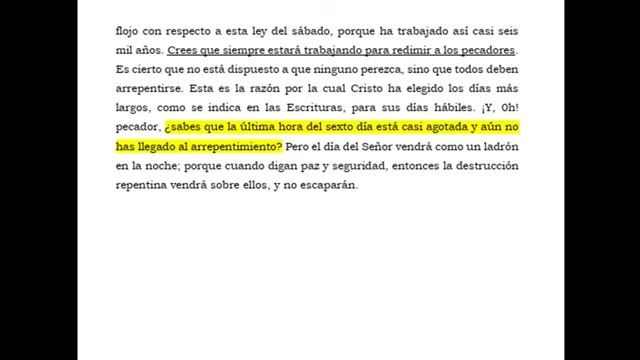 flojo con respecto a esta ley del sábado, porque ha trabajado así casi seis
mil años. Crees que siempre estará trabajando para redimir a los pecadores.
Es cierto que no está dispuesto a que ninguno perezca, sino que todos deben
arrepentirse. Esta es la razón por la cual Cristo ha elegido los días más
largos, como se indica en las Escrituras, para sus días hábiles. ¡Y, 0h!
pecador, ¿sabes que la última hora del sexto día está casi agotada y aún no
has llegado al arrepentimiento? Pero el día del Señor vendrá como un ladrón
en la noche; porque cuando digan paz y seguridad, entonces la destrucción
repentina vendrá sobre ellos, y no escaparán.